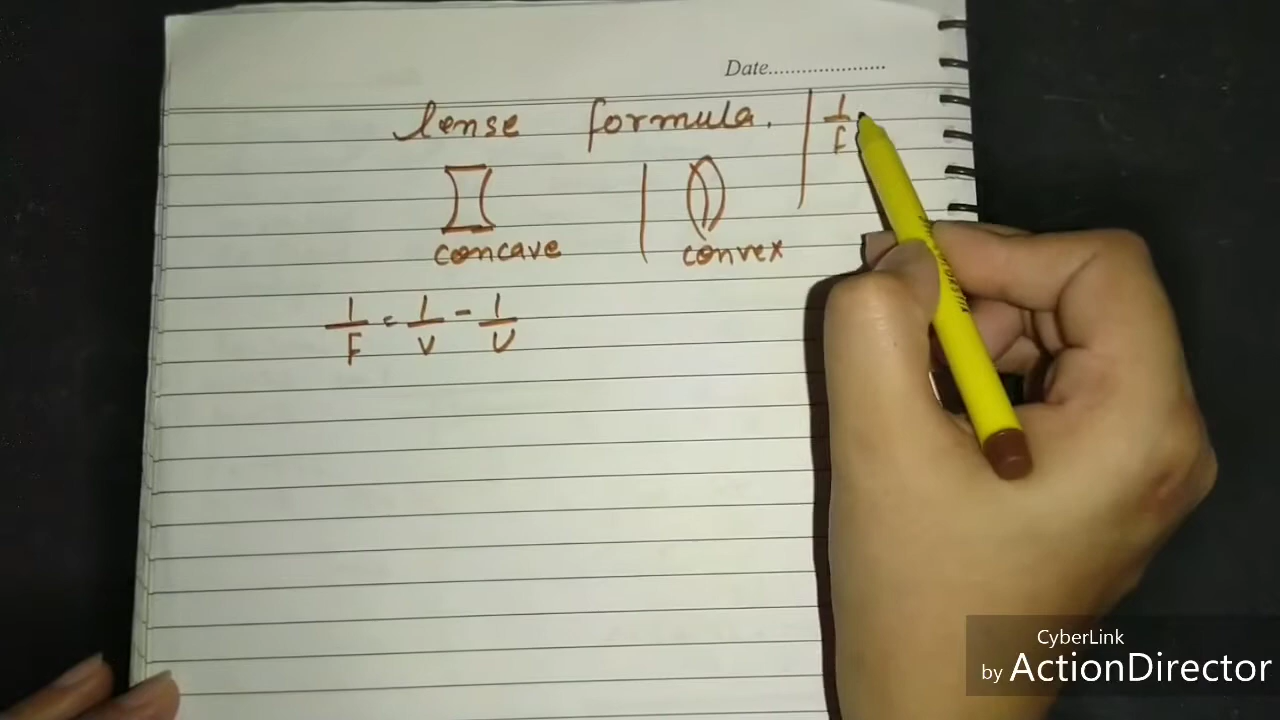 Date.....................
lense formula. | 1/F
concave | convex
1/F = 1/V - 1/U
CyberLink
by ActionDirector